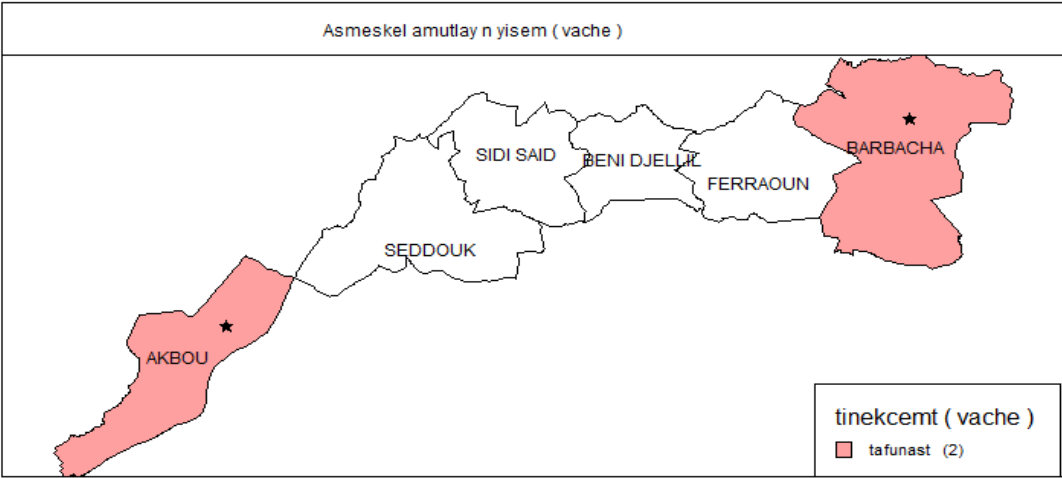 Asmeskel amutlay n yisem ( vache )
BARBACHA
SIDI SAID
BENI DJELLIL
FERRAOUN
SEDDOUK
AKBOU
tinekcemt ( vache )
tafunast (2)